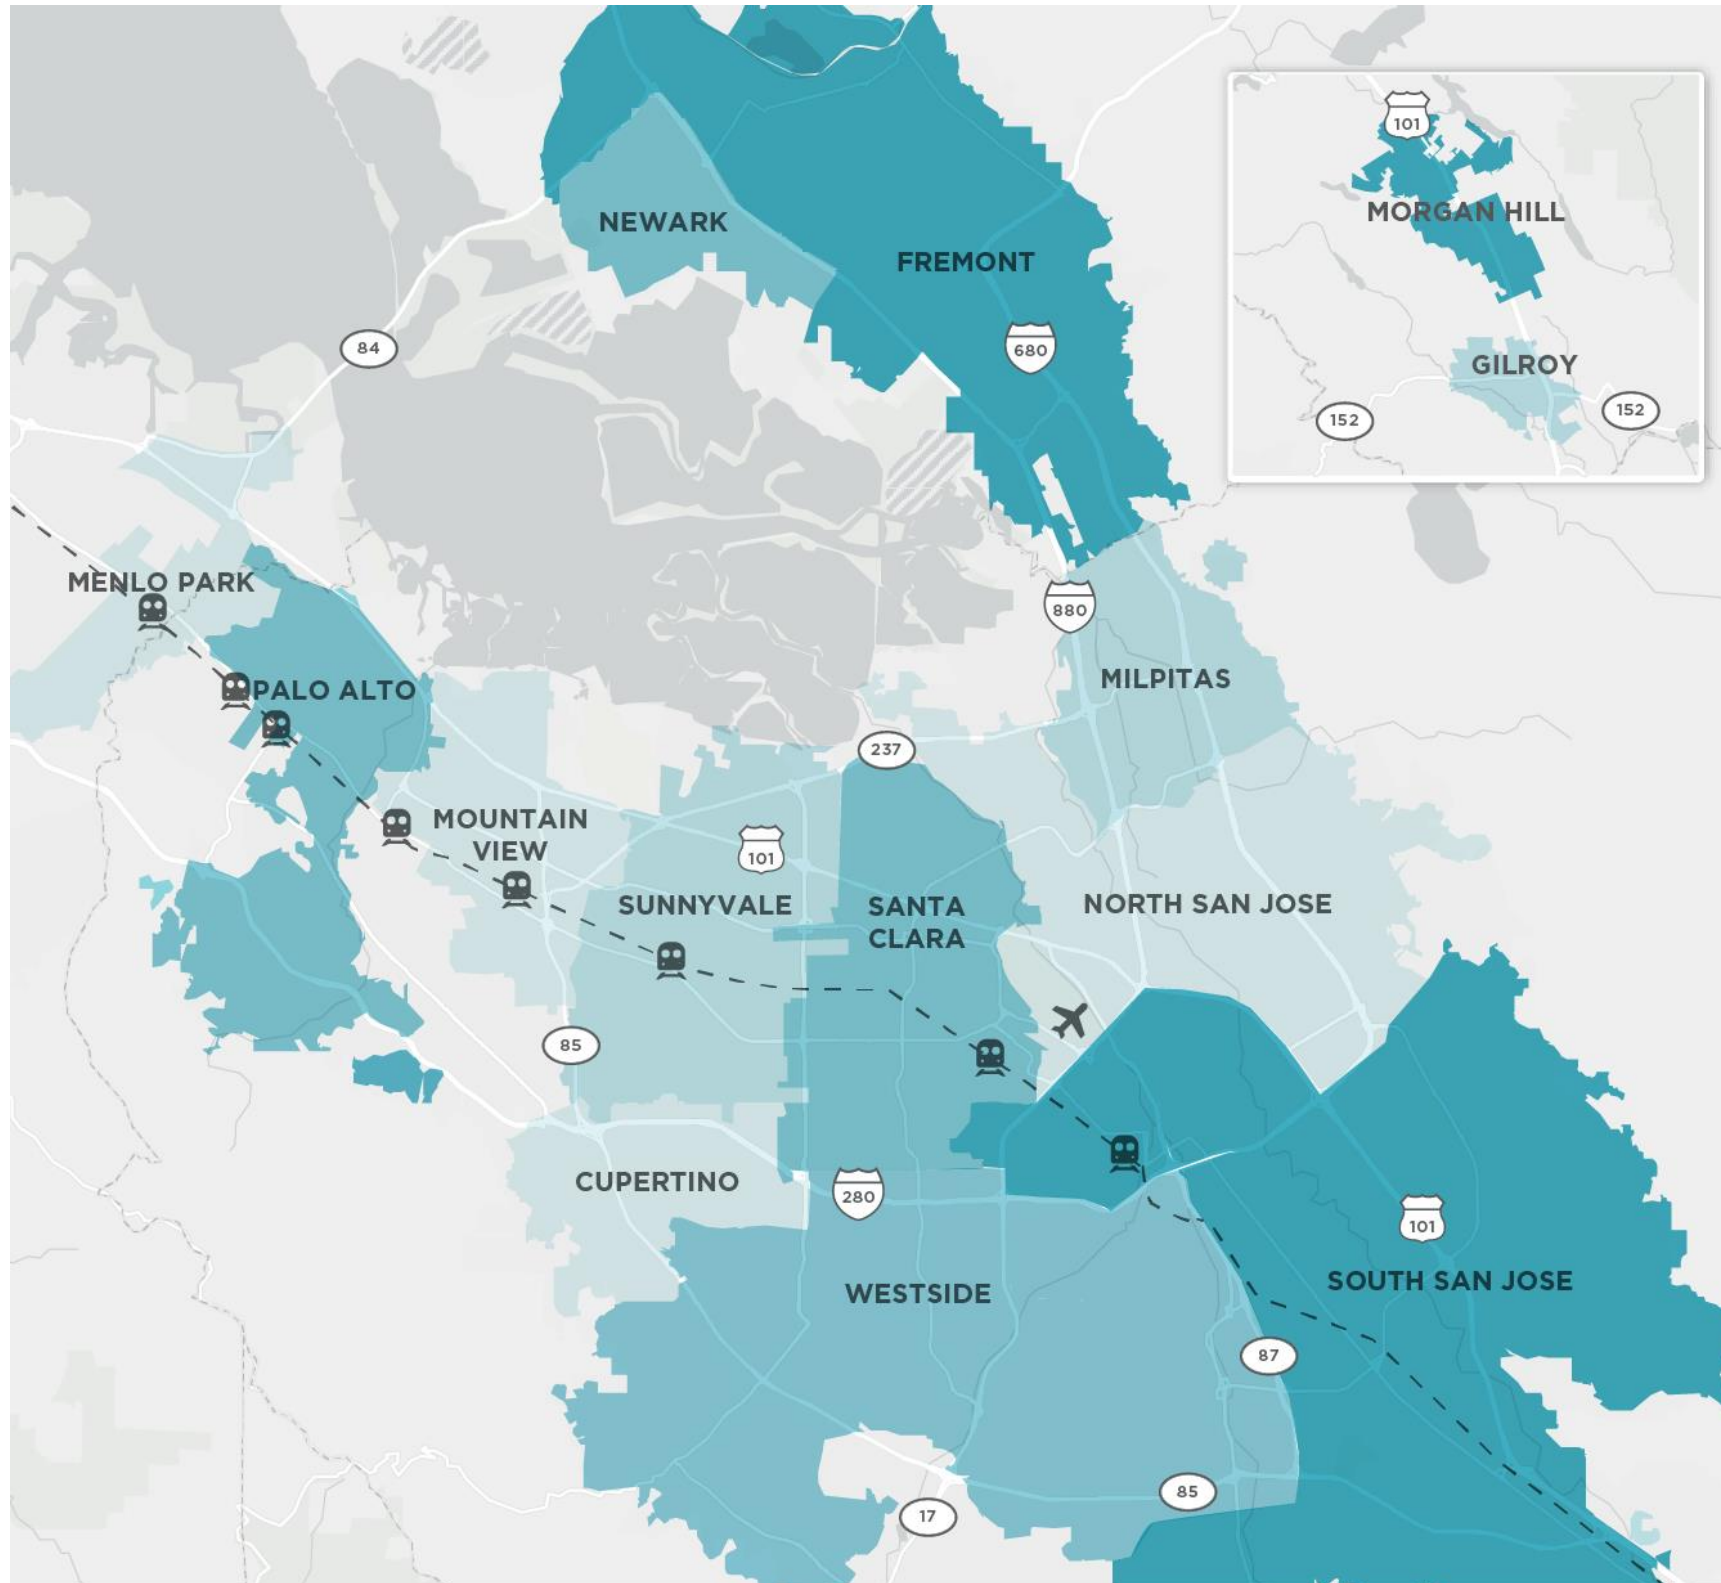 101
NEWARK
MORGAN HILL
FREMONT
84
680
GILROY
152
152
MENLO PARK
880
MILPITAS
PALO ALTO
237
MOUNTAIN
VIEW
101
SUNNYVALE
SANTA
CLARA
NORTH SAN JOSE
85
CUPERTINO
280
101
WESTSIDE
SOUTH SAN JOSE
87
85
17